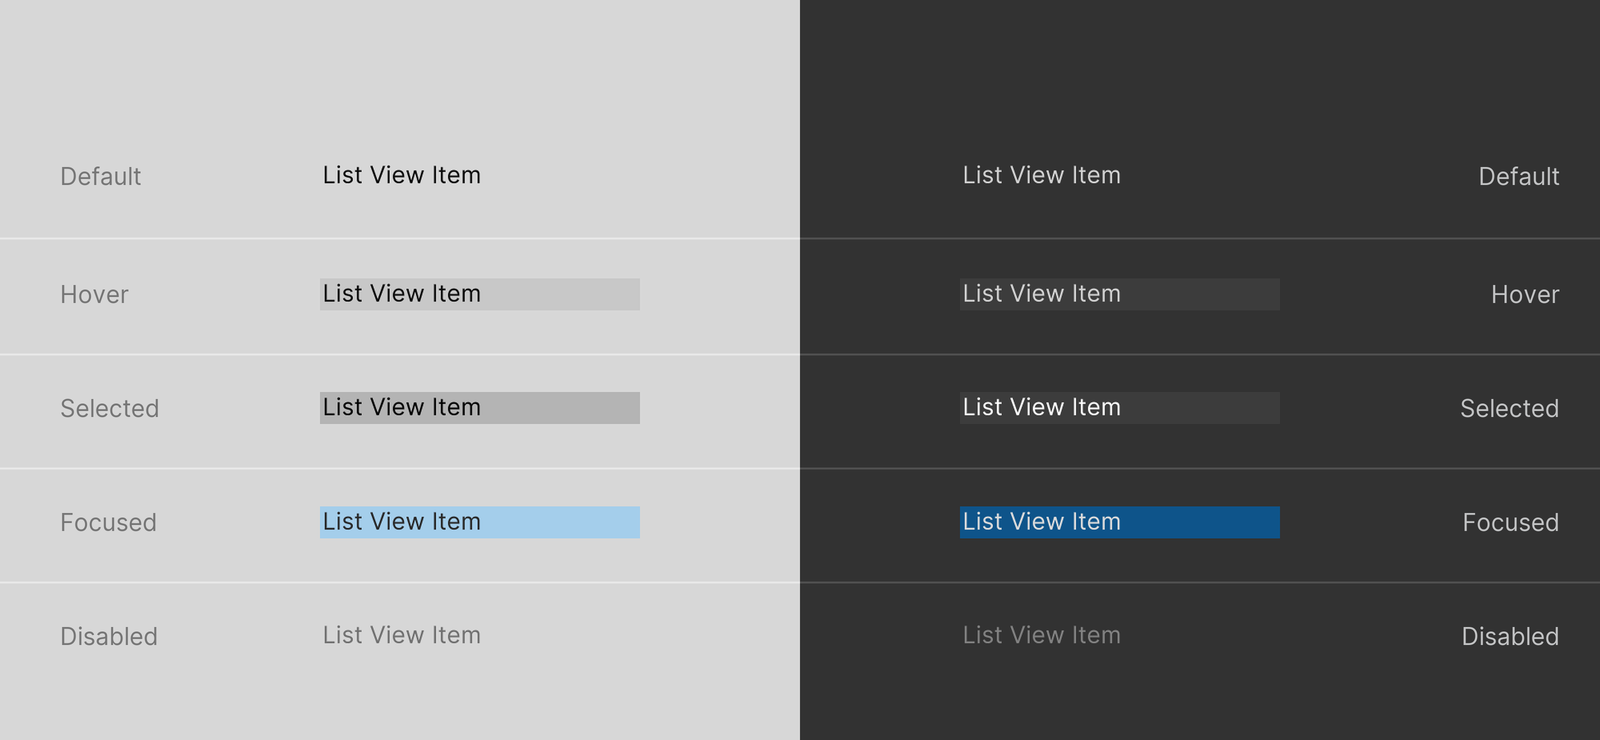 Default List View Item List View Item Default
Hover List View Item List View Item Hover
Selected List View Item List View Item Selected
Focused List View Item List View Item Focused
Disabled List View Item List View Item Disabled